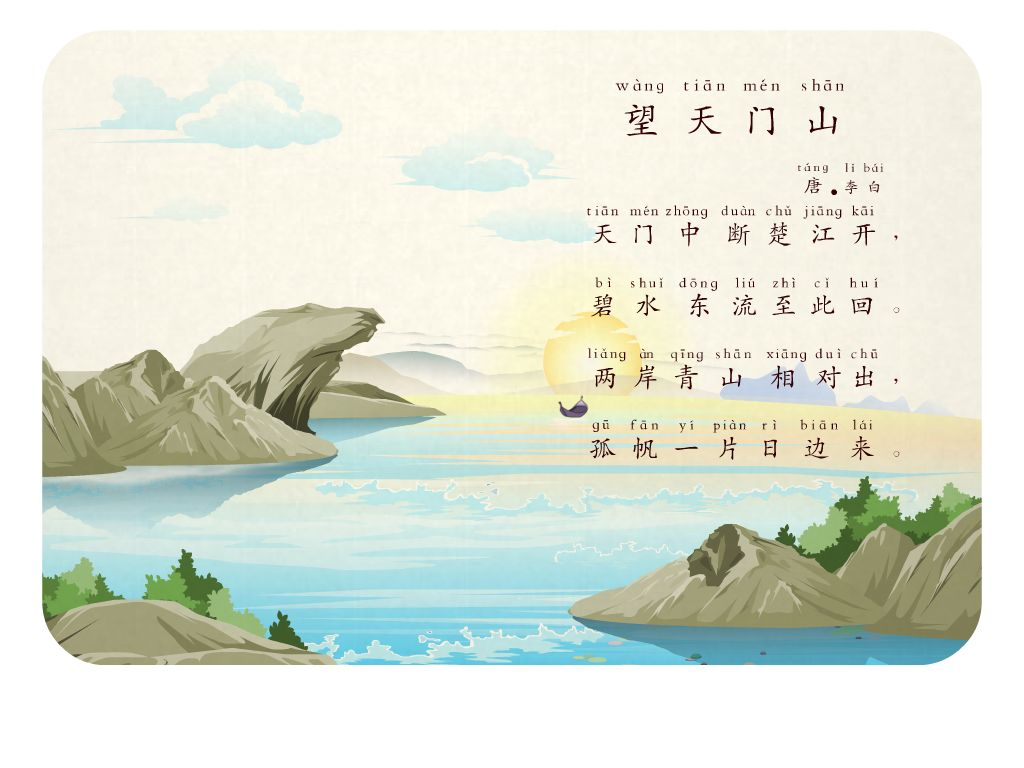 wàng tiān mén shān
望天门山
táng lǐ bái
唐•李白
tiān mén zhōng duàn chǔ jiāng kāi
天门中断楚江开，
bì shuǐ dōng liú zhì cǐ huí
碧水东流至此回。
liǎng àn qīng shān xiāng duì chū
两岸青山相对出，
gū fān yí piàn rì biān lái
孤帆一片日边来。